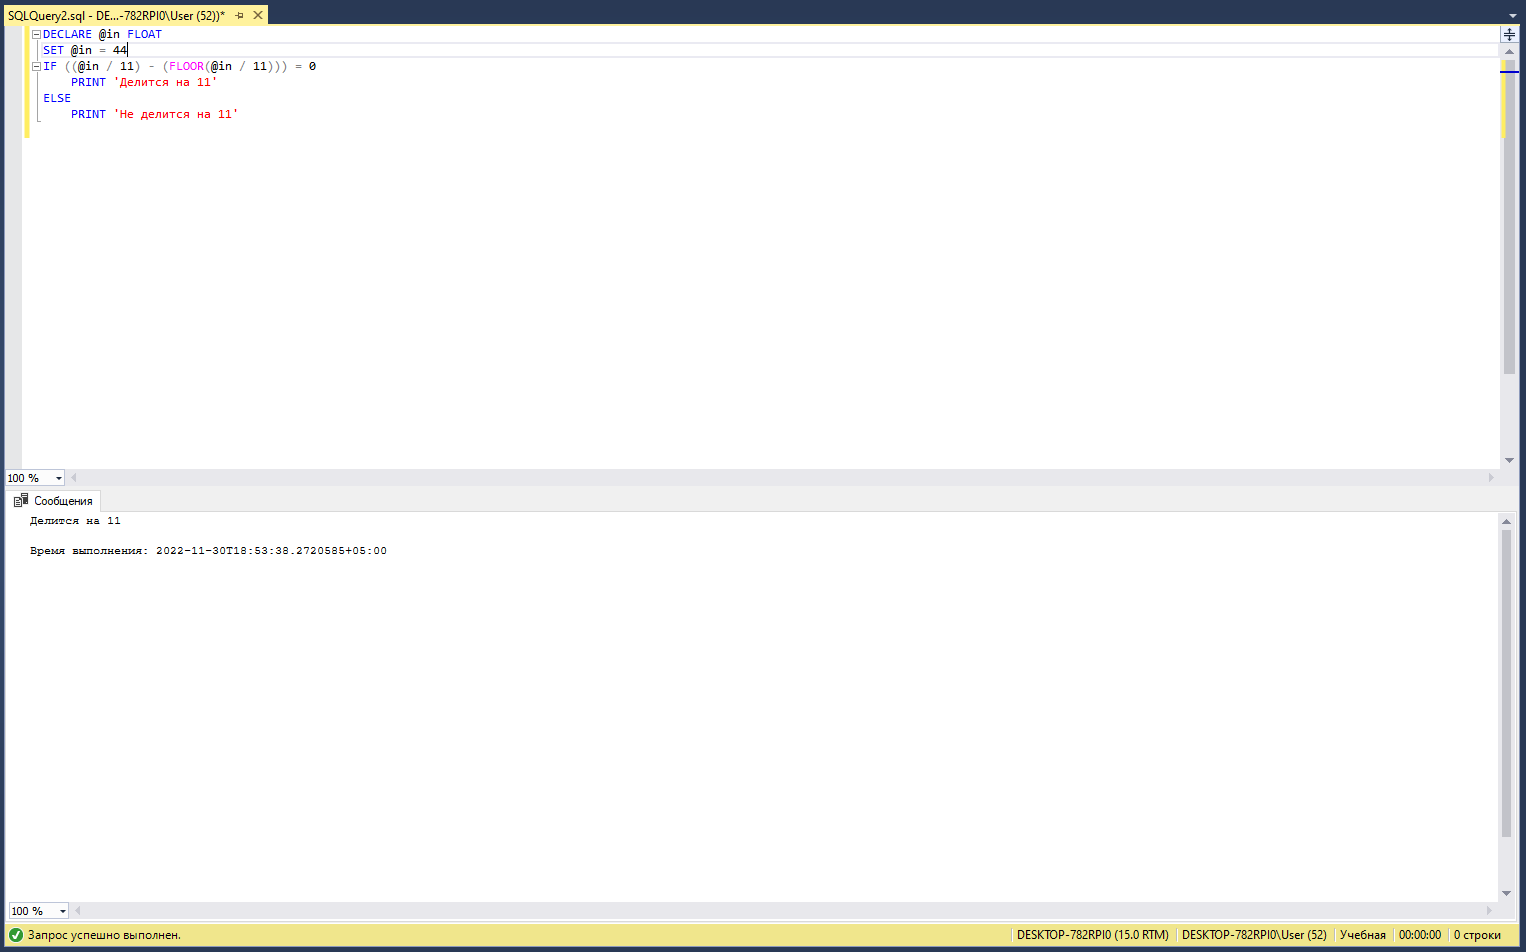 SQLQuery2.sql - DE...-782RPI0\User (52))*
DECLARE @in FLOAT
SET @in = 44
IF ((@in / 11) - (FLOOR(@in / 11))) = 0
PRINT 'Делится на 11'
ELSE
PRINT 'Не делится на 11'
100 %
Сообщения
Делится на 11
Время выполнения: 2022-11-30T18:53:38.2720585+05:00
100 %
Запрос успешно выполнен. DESKTOP-782RPI0 (15.0 RTM) DESKTOP-782RPI0\User (52) Учебная 00:00:00 0 строки